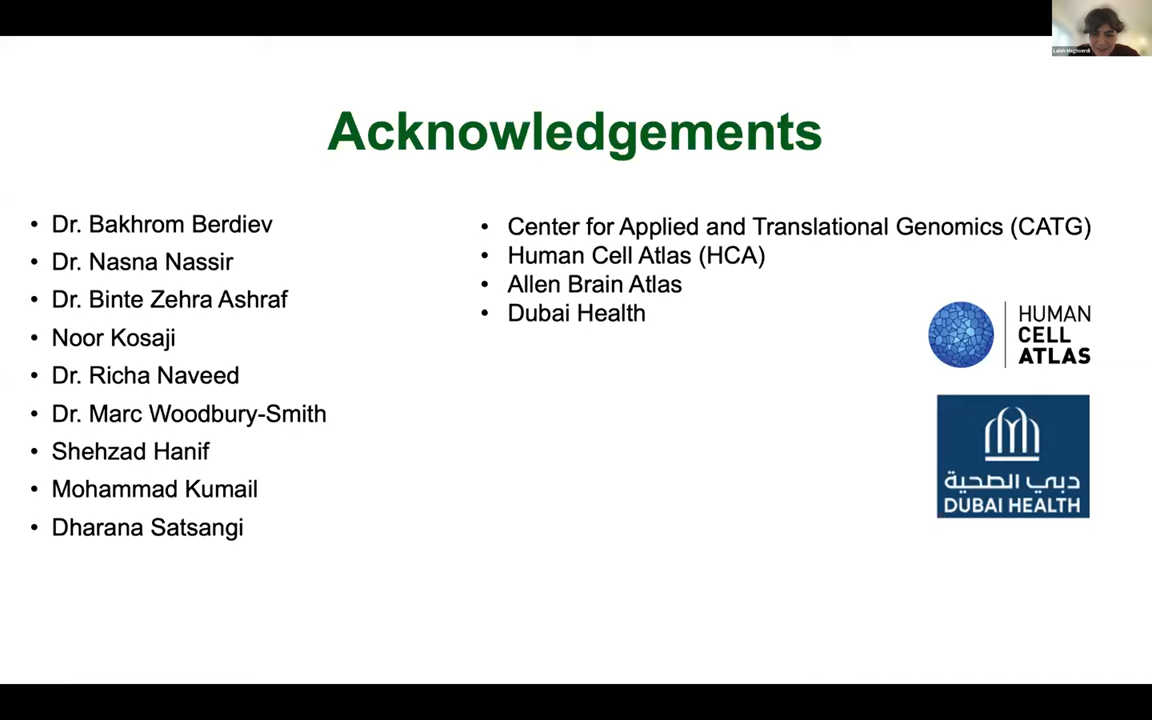 Laleh Haghverdi
Acknowledgements
• Dr. Bakhrom Berdiev
• Dr. Nasna Nassir
• Dr. Binte Zehra Ashraf
• Noor Kosaji
• Dr. Richa Naveed
• Dr. Marc Woodbury-Smith
• Shehzad Hanif
• Mohammad Kumail
• Dharana Satsangi
• Center for Applied and Translational Genomics (CATG)
• Human Cell Atlas (HCA)
• Allen Brain Atlas
• Dubai Health
HUMAN
CELL
ATLAS
دبي الصحية
DUBAI HEALTH